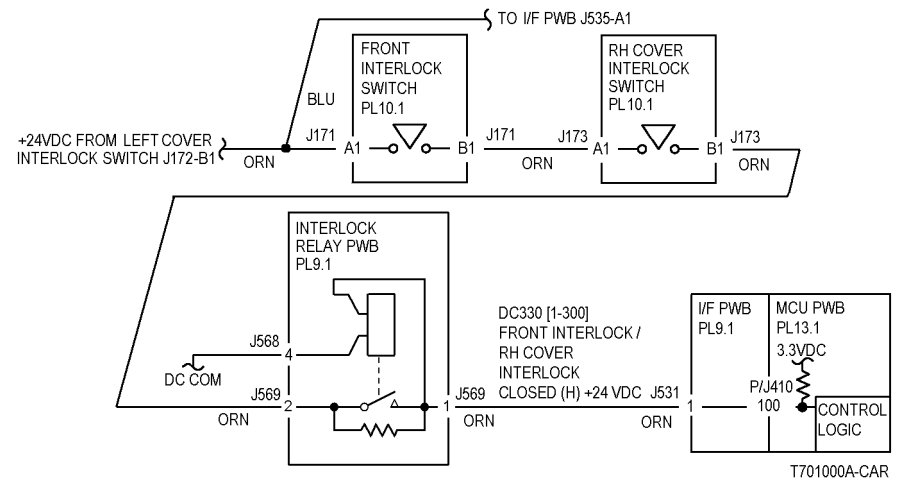 TO I/F PWB J535-A1
FRONT
INTERLOCK
SWITCH
PL10.1
RH COVER
INTERLOCK
SWITCH
PL10.1
BLU
+24VDC FROM LEFT COVER
INTERLOCK SWITCH J172-B1
ORN
J171
A1
B1
J171
ORN
J173
A1
B1
J173
ORN
INTERLOCK
RELAY PWB
PL9.1
J568
4
DC COM
J569
2
ORN
1
J569
ORN
DC330 [1-300]
FRONT INTERLOCK /
RH COVER
INTERLOCK
CLOSED (H) +24 VDC
J531
ORN
1
I/F PWB
PL9.1
MCU PWB
PL13.1
3.3VDC
P/J410
100
CONTROL
LOGIC
T701000A-CAR